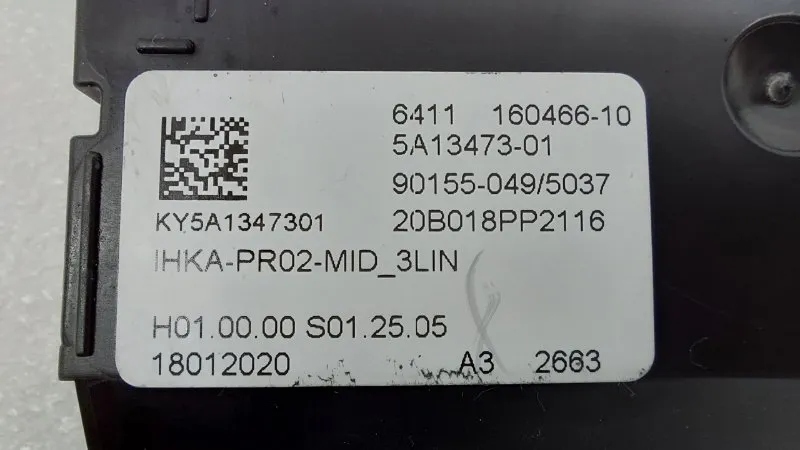 6411 160466-10
5A13473-01
90155-049/5037
KY5A1347301 20B018PP2116
IHKA-PR02-MID_3LIN
H01.00.00 S01.25.05
18012020 A3 2663